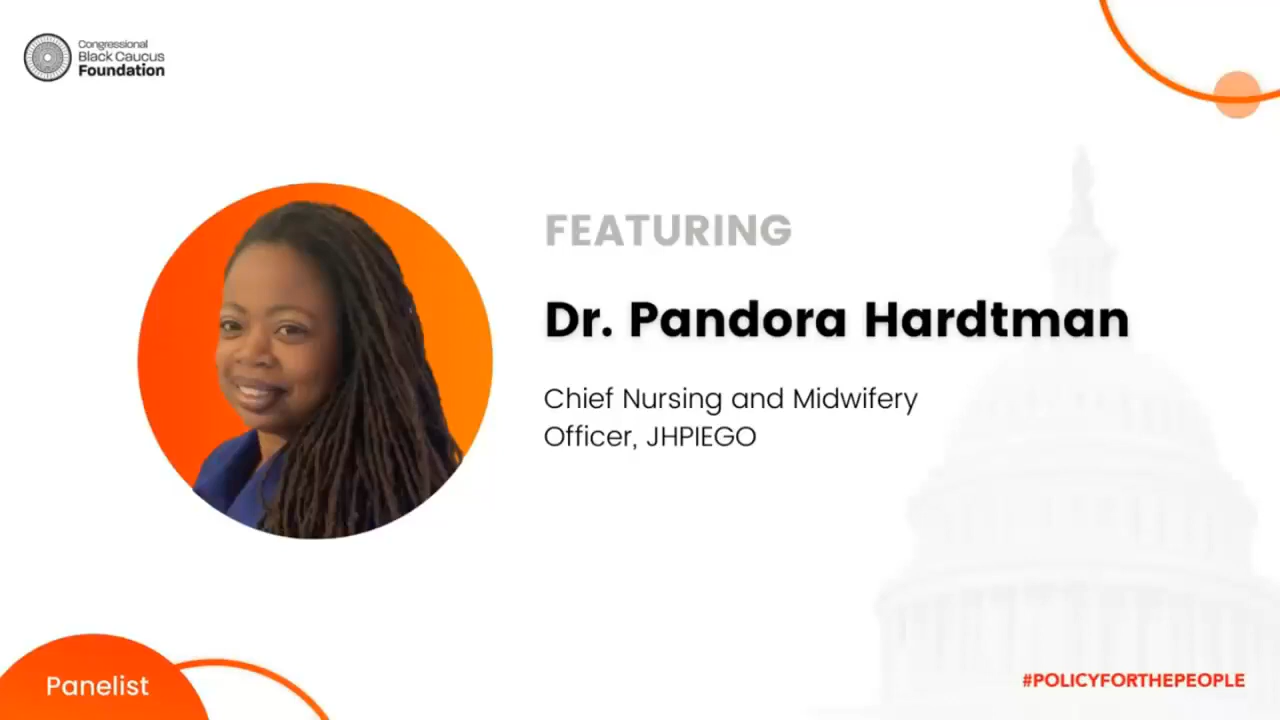 Congressional
Black Caucus
Foundation
FEATURING
Dr. Pandora Hardtman
Chief Nursing and Midwifery
Officer, JHPIEGO
Panelist
#POLICYFORTHEPEOPLE